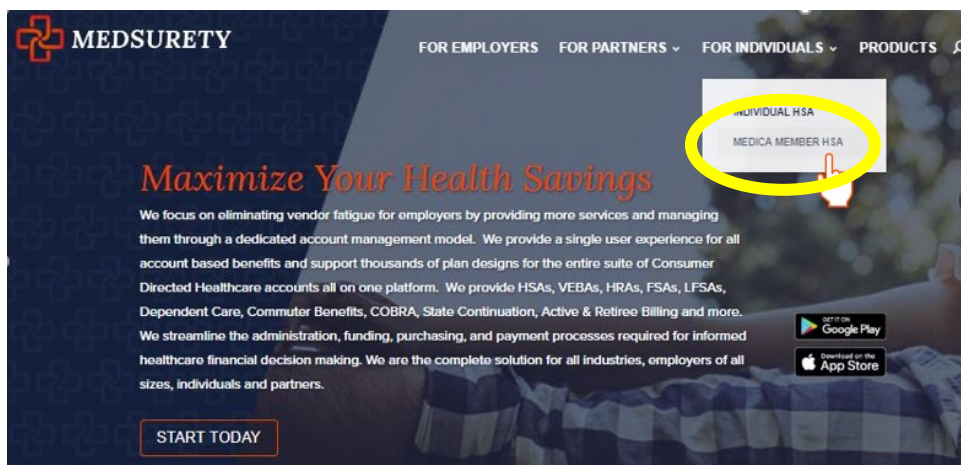 MEDSURETY
FOR EMPLOYERS FOR PARTNERS FOR INDIVIDUALS PRODUCTS
INDIVIDUAL HSA
MEDICA MEMBER HSA
Maximize Your Health Savings
We focus on eliminating vendor fatigue for employers by providing more services and managing
them through a dedicated account management model. We provide a single user experience for all
account based benefits and support thousands of plan designs for the entire suite of Consumer
Directed Healthcare accounts all on one platform. We provide HSAs, VEBAs, HRAs, FSAs, LFSAs,
Dependent Care, Commuter Benefits, COBRA, State Continuation, Active & Retiree Billing and more.
We streamline the administration, funding, purchasing, and payment processes required for informed
healthcare financial decision making. We are the complete solution for all industries, employers of all
sizes, individuals and partners.
GET IT ON
Google Play
Download on the
App Store
START TODAY